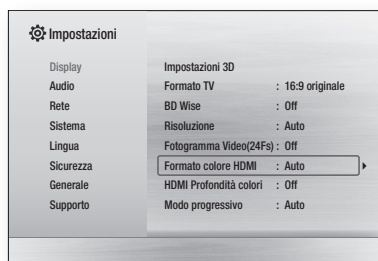 Impostazioni
Display
Audio
Rete
Sistema
Lingua
Sicurezza
Generale
Supporto
Impostazioni 3D
Formato TV : 16:9 originale
BD Wise : Off
Risoluzione : Auto
Fotogramma Video(24Fs) : Off
Formato colore HDMI : Auto
HDMI Profondità colori : Off
Modo progressivo : Auto